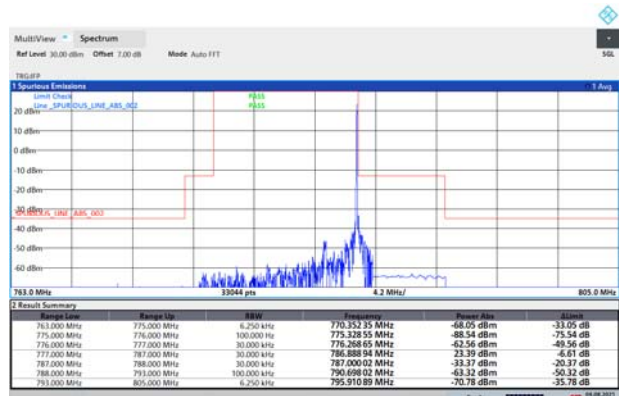 MultiView Spectrum
Ref Level 30.00 dBm Offset 7.00 dB Mode Auto FFT SGL
TRG:IFP
1 Spurious Emissions 1 Avg
Limit Check PASS
Line _SPURIOUS_LINE_ABS_002 PASS
20 dBm
10 dBm
0 dBm
-10 dBm
-20 dBm
-30 dBm
_SPURIOUS_LINE_ABS_002
-40 dBm
-50 dBm
-60 dBm
763.0 MHz 33044 pts 4.2 MHz/ 805.0 MHz
2 Result Summary
Range Low Range Up RBW Frequency Power Abs ΔLimit
763.000 MHz 775.000 MHz 6.250 kHz 770.352 35 MHz -68.05 dBm -33.05 dB
775.000 MHz 776.000 MHz 100.000 Hz 775.328 55 MHz -88.54 dBm -75.54 dB
776.000 MHz 777.000 MHz 30.000 kHz 776.268 65 MHz -62.56 dBm -49.56 dB
777.000 MHz 787.000 MHz 30.000 kHz 786.888 94 MHz 23.39 dBm -6.61 dB
787.000 MHz 788.000 MHz 30.000 kHz 787.000 02 MHz -33.37 dBm -20.37 dB
788.000 MHz 793.000 MHz 100.000 kHz 790.698 02 MHz -63.32 dBm -50.32 dB
793.000 MHz 805.000 MHz 6.250 kHz 795.910 89 MHz -70.78 dBm -35.78 dB